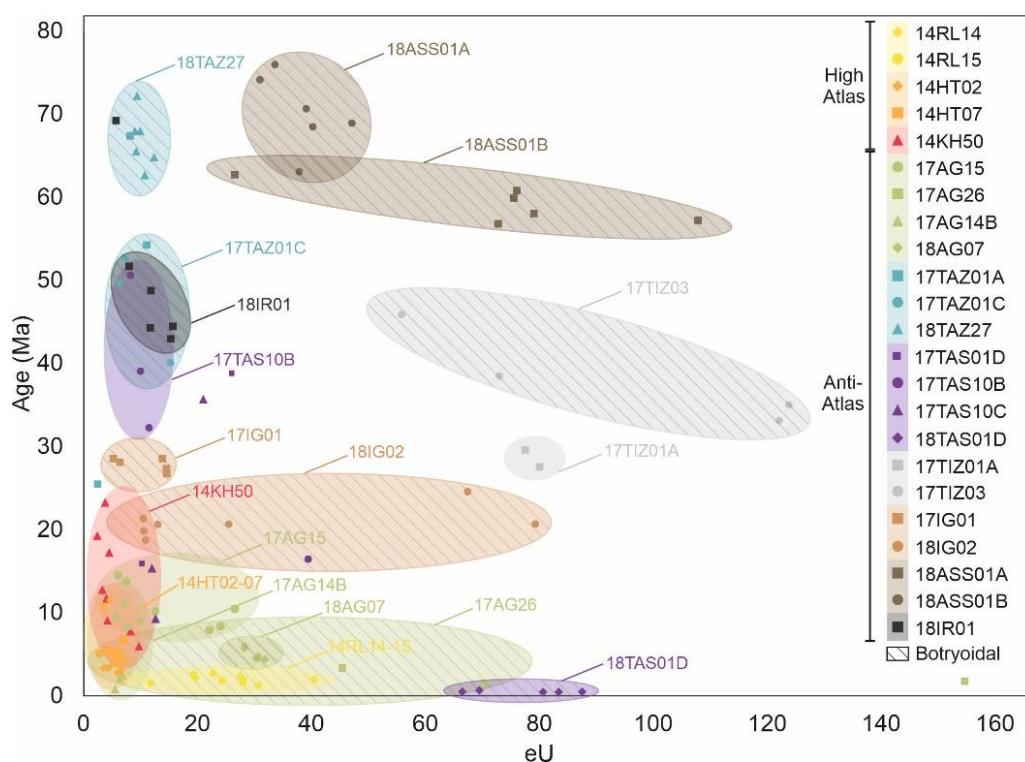 80
70
60
50
40
30
20
10
0
Age (Ma)
0
20
40
60
80
100
120
140
160
eU
18TAZ27
18ASS01A
18ASS01B
17TAZ01C
18IR01
17TAS10B
17TIZ03
17IG01
18IG02
17TIZ01A
14KH50
17AG15
14HT02-07
17AG14B
18AG07
17AG26
14RL14-15
18TAS01D
High
Atlas
Anti-
Atlas
14RL14
14RL15
14HT02
14HT07
14KH50
17AG15
17AG26
17AG14B
18AG07
17TAZ01A
17TAZ01C
18TAZ27
17TAS01D
17TAS10B
17TAS10C
18TAS01D
17TIZ01A
17TIZ03
17IG01
18IG02
18ASS01A
18ASS01B
18IR01
Botryoidal